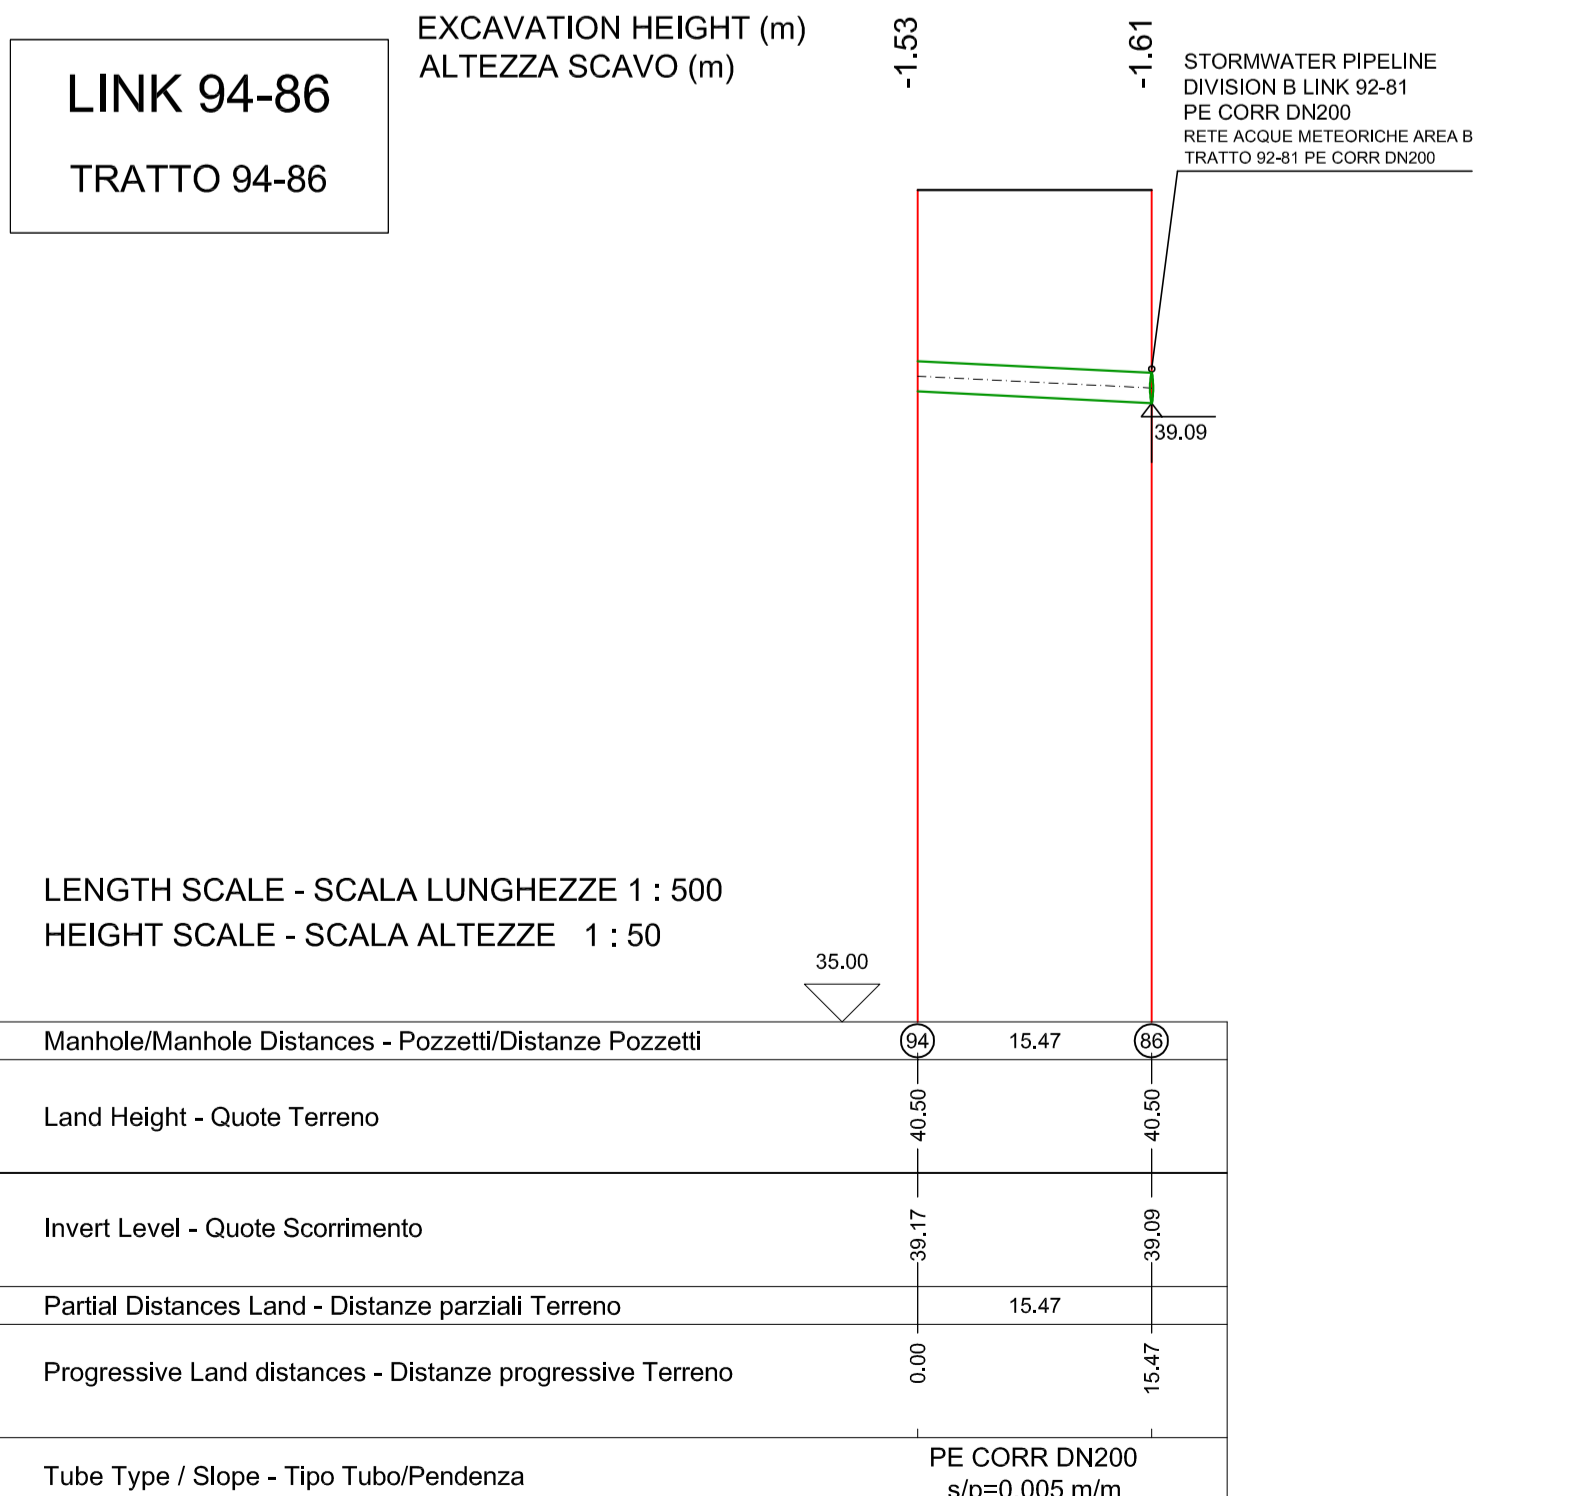 EXCAVATION HEIGHT (m)
ALTEZZA SCAVO (m)
-1.53
-1.61
LINK 94-86
TRATTO 94-86
STORMWATER PIPELINE
DIVISION B LINK 92-81
PE CORR DN200
RETE ACQUE METEORICHE AREA B
TRATTO 92-81 PE CORR DN200
39.09
LENGTH SCALE - SCALA LUNGHEZZE 1 : 500
HEIGHT SCALE - SCALA ALTEZZE 1 : 50
35.00
Manhole/Manhole Distances - Pozzetti/Distanze Pozzetti 94 15.47 86
Land Height - Quote Terreno 40.50 40.50
Invert Level - Quote Scorrimento 39.17 39.09
Partial Distances Land - Distanze parziali Terreno 15.47
Progressive Land distances - Distanze progressive Terreno 0.00 15.47
Tube Type / Slope - Tipo Tubo/Pendenza
PE CORR DN200
s/p=0.005 m/m